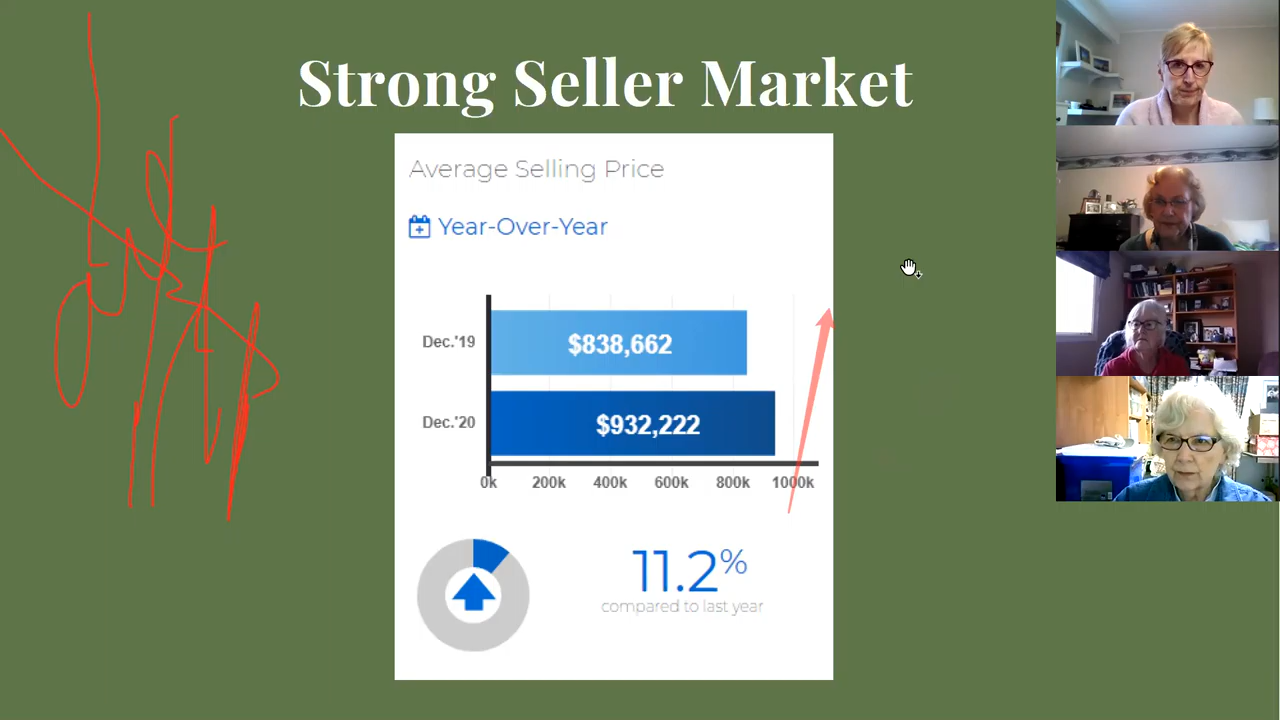 Strong Seller Market
Average Selling Price
Year-Over-Year
Dec.'19
$838,662
Dec.'20
$932,222
0k 200k 400k 600k 800k 1000k
11.2%
compared to last year